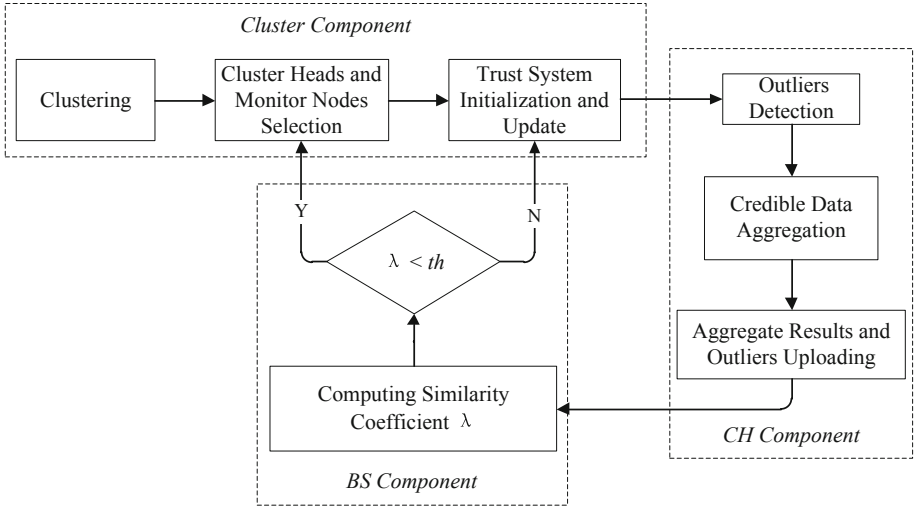 Cluster Component
Clustering
Cluster Heads and
Monitor Nodes
Selection
Trust System
Initialization and
Update
Outliers
Detection
Credible Data
Aggregation
Aggregate Results and
Outliers Uploading
CH Component
Y
N
λ < th
Computing Similarity
Coefficient λ
BS Component